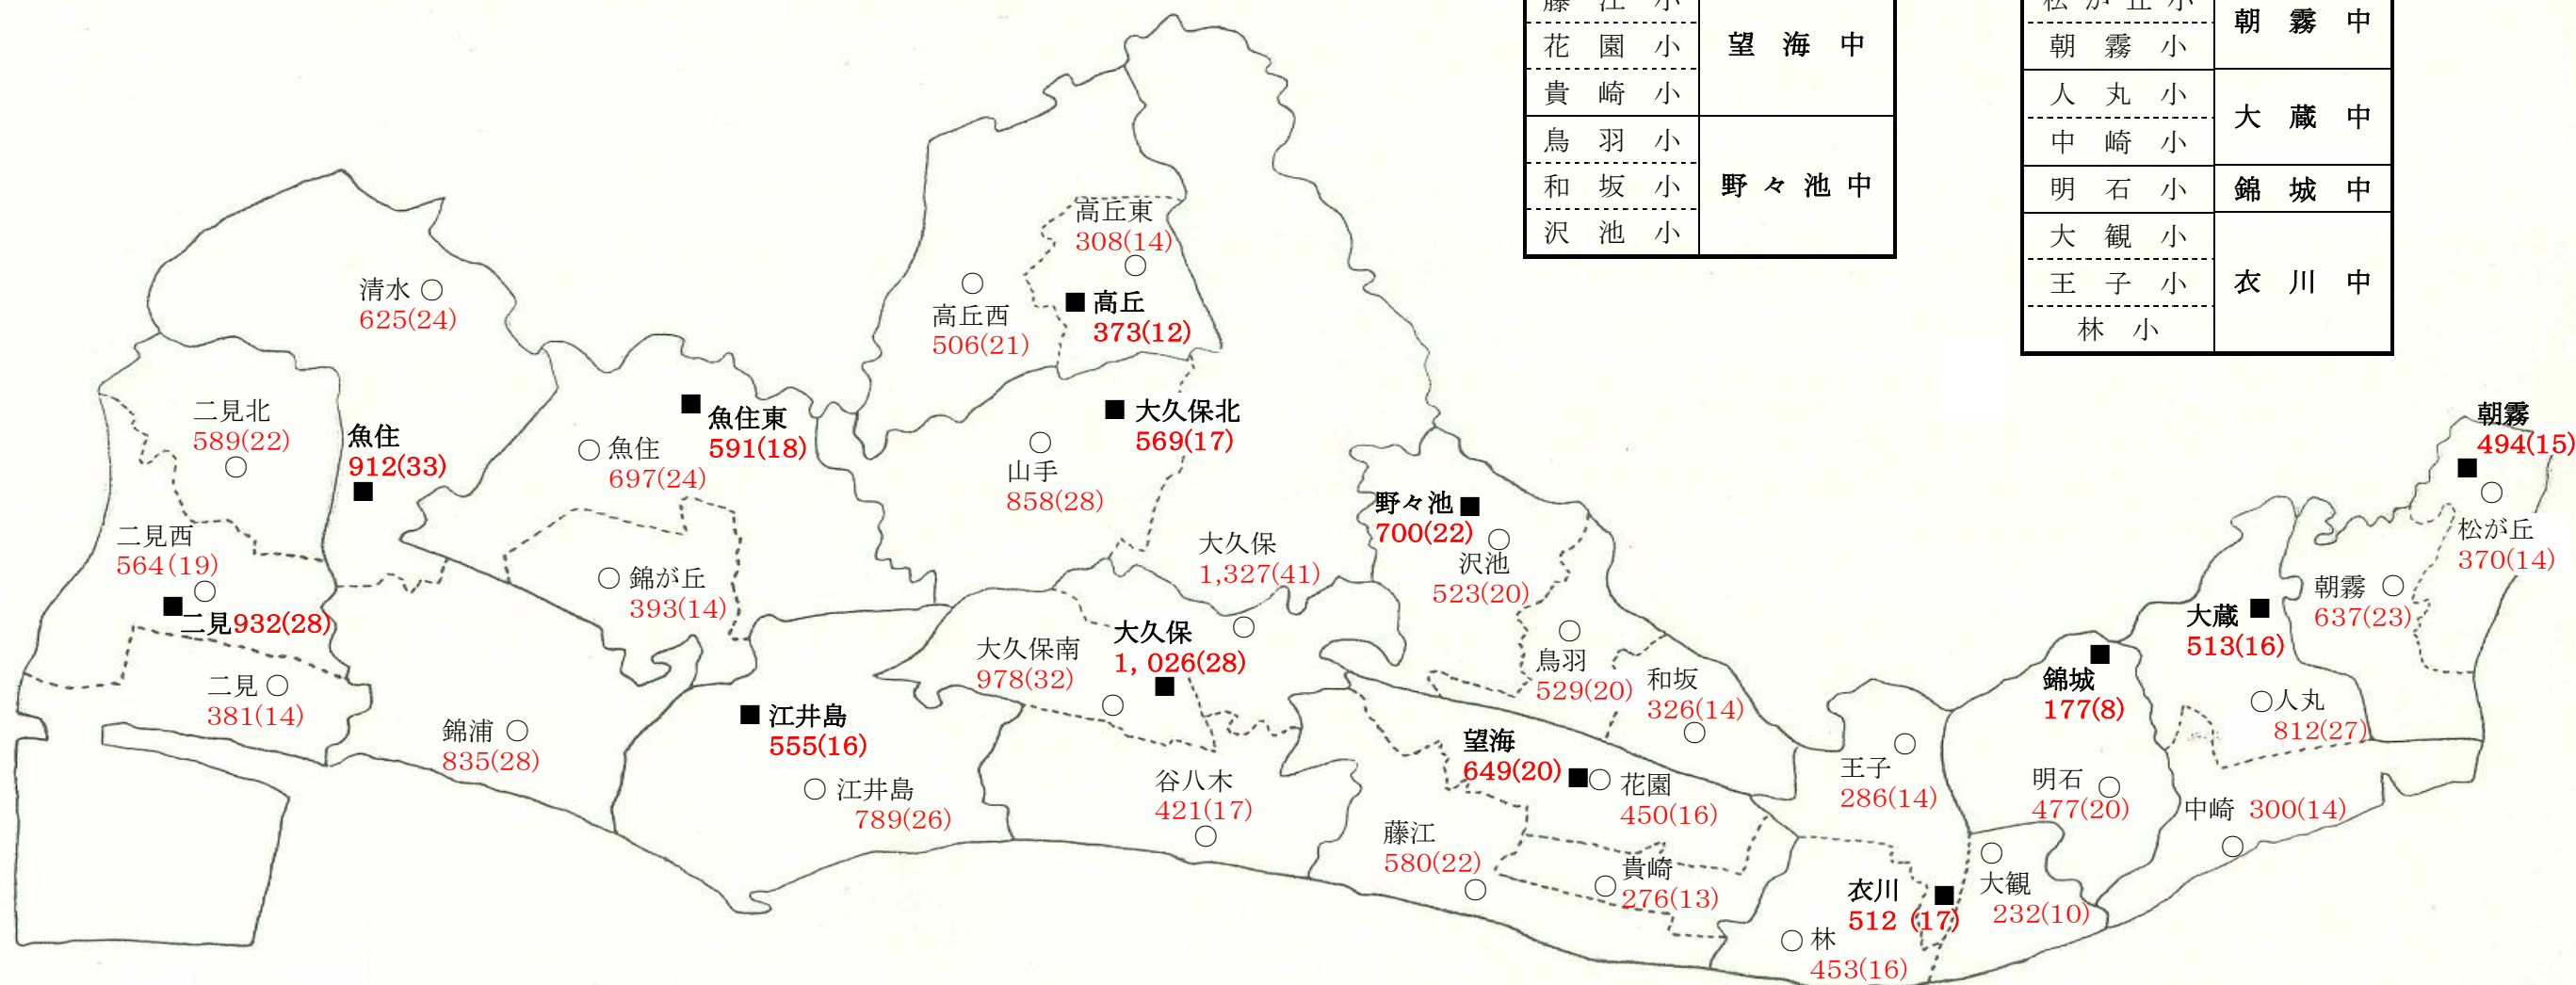 藤江小
花園小
貴崎小
望海中
鳥羽小
和坂小
沢池小
野々池中
松が丘小
朝霧小
朝霧中
人丸小
中崎小
大蔵中
明石小
錦城中
大観小
王子小
林小
衣川中
清水
625(24)
二見北
589(22)
魚住
912(33)
二見西
564(19)
二見932(28)
二見
381(14)
錦浦
835(28)
魚住東
591(18)
魚住
697(24)
錦が丘
393(14)
江井島
555(16)
江井島
789(26)
高丘東
308(14)
高丘西
506(21)
高丘
373(12)
大久保北
569(17)
山手
858(28)
大久保
1,327(41)
大久保南
978(32)
大久保
1, 026(28)
谷八木
421(17)
野々池
700(22)
沢池
523(20)
鳥羽
529(20)
和坂
326(14)
望海
649(20)
花園
450(16)
藤江
580(22)
貴崎
276(13)
王子
286(14)
衣川
512 (17)
林
453(16)
大観
232(10)
錦城
177(8)
明石
477(20)
大蔵
513(16)
人丸
812(27)
中崎 300(14)
朝霧
494(15)
松が丘
370(14)
朝霧
637(23)